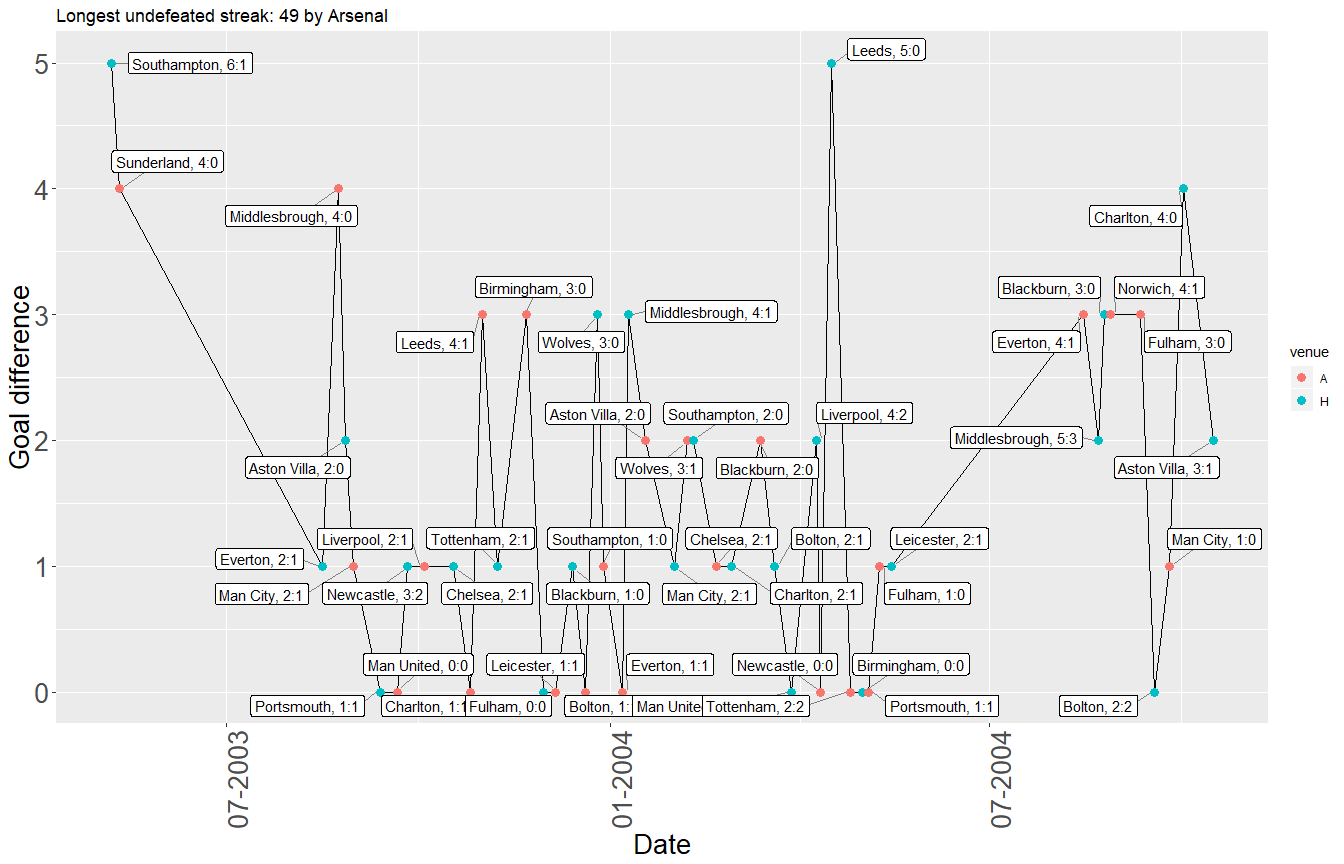 Longest undefeated streak: 49 by Arsenal
Leeds, 5:0
5
Southampton, 6:1
Sunderland, 4:0
4
Middlesbrough, 4:0
Charlton, 4:0
Birmingham, 3:0
Blackburn, 3:0
Norwich, 4:1
3
Middlesbrough, 4:1
Leeds, 4:1
Wolves, 3:0
Everton, 4:1
Fulham, 3:0
venue
A
H
Goal difference
Aston Villa, 2:0
Southampton, 2:0
Liverpool, 4:2
2
Middlesbrough, 5:3
Aston Villa, 2:0
Wolves, 3:1
Blackburn, 2:0
Aston Villa, 3:1
Liverpool, 2:1
Tottenham, 2:1
Southampton, 1:0
Chelsea, 2:1
Bolton, 2:1
Leicester, 2:1
Man City, 1:0
Everton, 2:1
1
Man City, 2:1
Newcastle, 3:2
Chelsea, 2:1
Blackburn, 1:0
Man City, 2:1
Charlton, 2:1
Fulham, 1:0
Man United, 0:0
Leicester, 1:1
Everton, 1:1
Newcastle, 0:0
Birmingham, 0:0
0
Portsmouth, 1:1
Charlton, 1:1
Fulham, 0:0
Bolton, 1:
Man Unite
Tottenham, 2:2
Portsmouth, 1:1
Bolton, 2:2
07-2003
01-2004
07-2004
Date